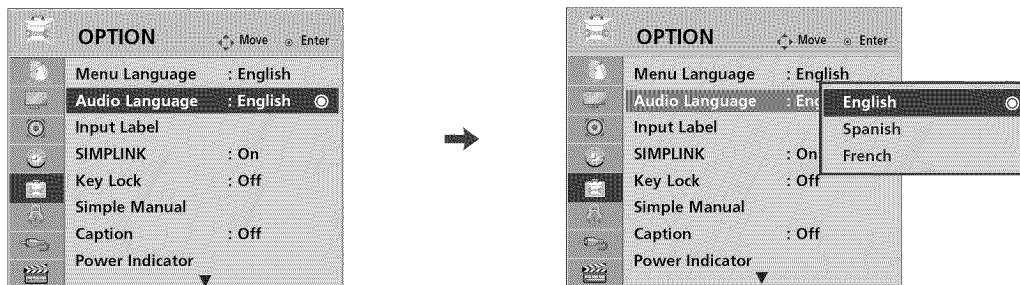 OPTION Move Enter
Menu Language : English
Audio Language : English
Input Label
SIMPLINK : On
Key Lock : Off
Simple Manual
Caption : Off
Power Indicator
OPTION Move Enter
Menu Language : English
Audio Language : Eng
Input Label
SIMPLINK : On
Key Lock : Off
Simple Manual
Caption : Off
Power Indicator
English
Spanish
French